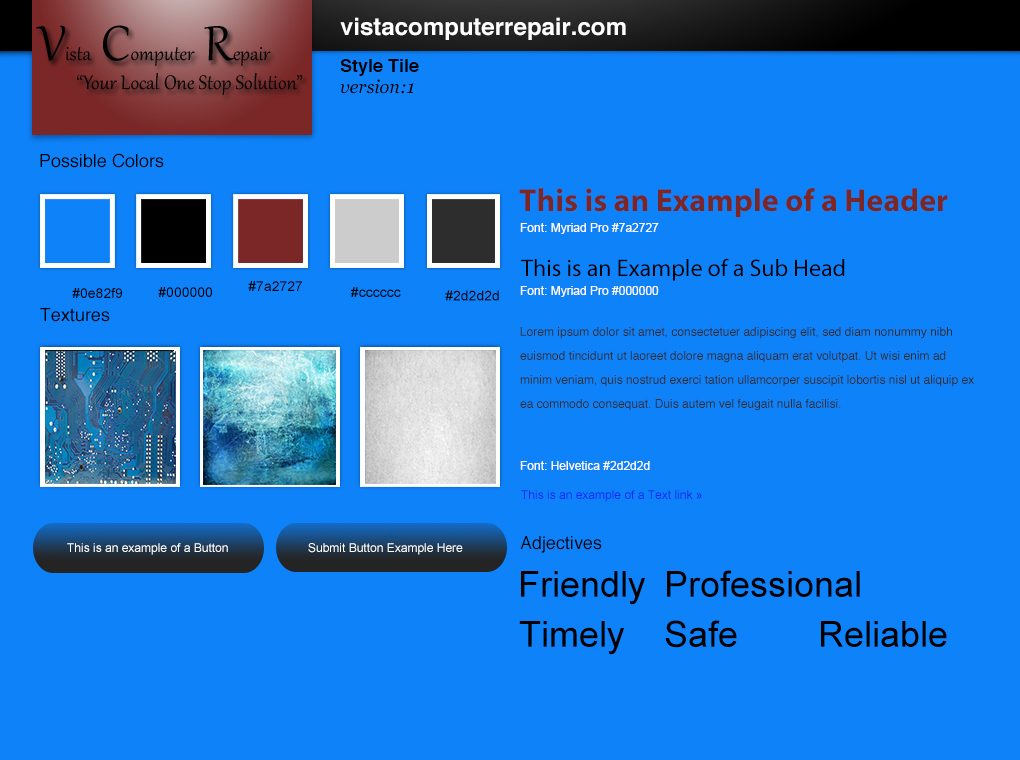 Vista Computer Repair
“Your Local One Stop Solution”
vistacomputerrepair.com
Style Tile
version:1
Possible Colors
#0e82f9
#000000
#7a2727
#cccccc
#2d2d2d
Textures
This is an example of a Button
Submit Button Example Here
This is an Example of a Header
Font: Myriad Pro #7a2727
This is an Example of a Sub Head
Font: Myriad Pro #000000
Lorem ipsum dolor sit amet, consectetuer adipiscing elit, sed diam nonummy nibh
euismod tincidunt ut laoreet dolore magna aliquam erat volutpat. Ut wisi enim ad
minim veniam, quis nostrud exerci tation ullamcorper suscipit lobortis nisl ut aliquip ex
ea commodo consequat. Duis autem vel feugait nulla facilisi.
Font: Helvetica #2d2d2d
This is an example of a Text link »
Adjectives
Friendly Professional
Timely Safe Reliable